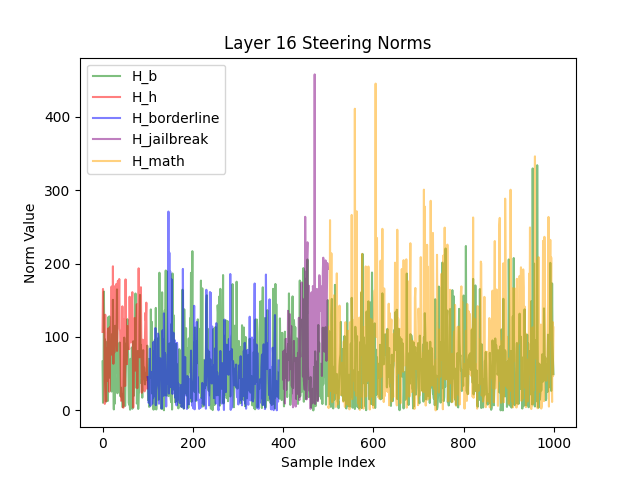 Layer 16 Steering Norms
H_b
H_h
H_borderline
H_jailbreak
H_math
Norm Value
400
300
200
100
0
0 200 400 600 800 1000
Sample Index